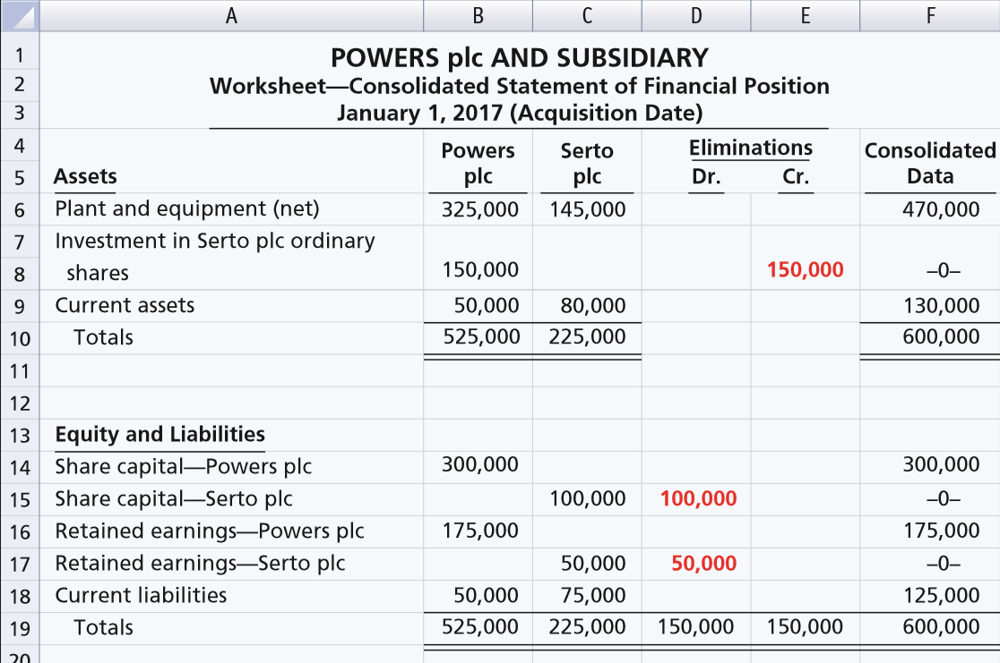 A B C D E F
1 POWERS plc AND SUBSIDIARY
2 Worksheet—Consolidated Statement of Financial Position
3 January 1, 2017 (Acquisition Date)
4 Powers Serto Eliminations Consolidated
5 Assets plc plc Dr. Cr. Data
6 Plant and equipment (net) 325,000 145,000 470,000
7 Investment in Serto plc ordinary
8 shares 150,000 150,000 –0–
9 Current assets 50,000 80,000 130,000
10 Totals 525,000 225,000 600,000
11
12
13 Equity and Liabilities
14 Share capital—Powers plc 300,000 300,000
15 Share capital—Serto plc 100,000 100,000 –0–
16 Retained earnings—Powers plc 175,000 175,000
17 Retained earnings—Serto plc 50,000 50,000 –0–
18 Current liabilities 50,000 75,000 125,000
19 Totals 525,000 225,000 150,000 150,000 600,000
20